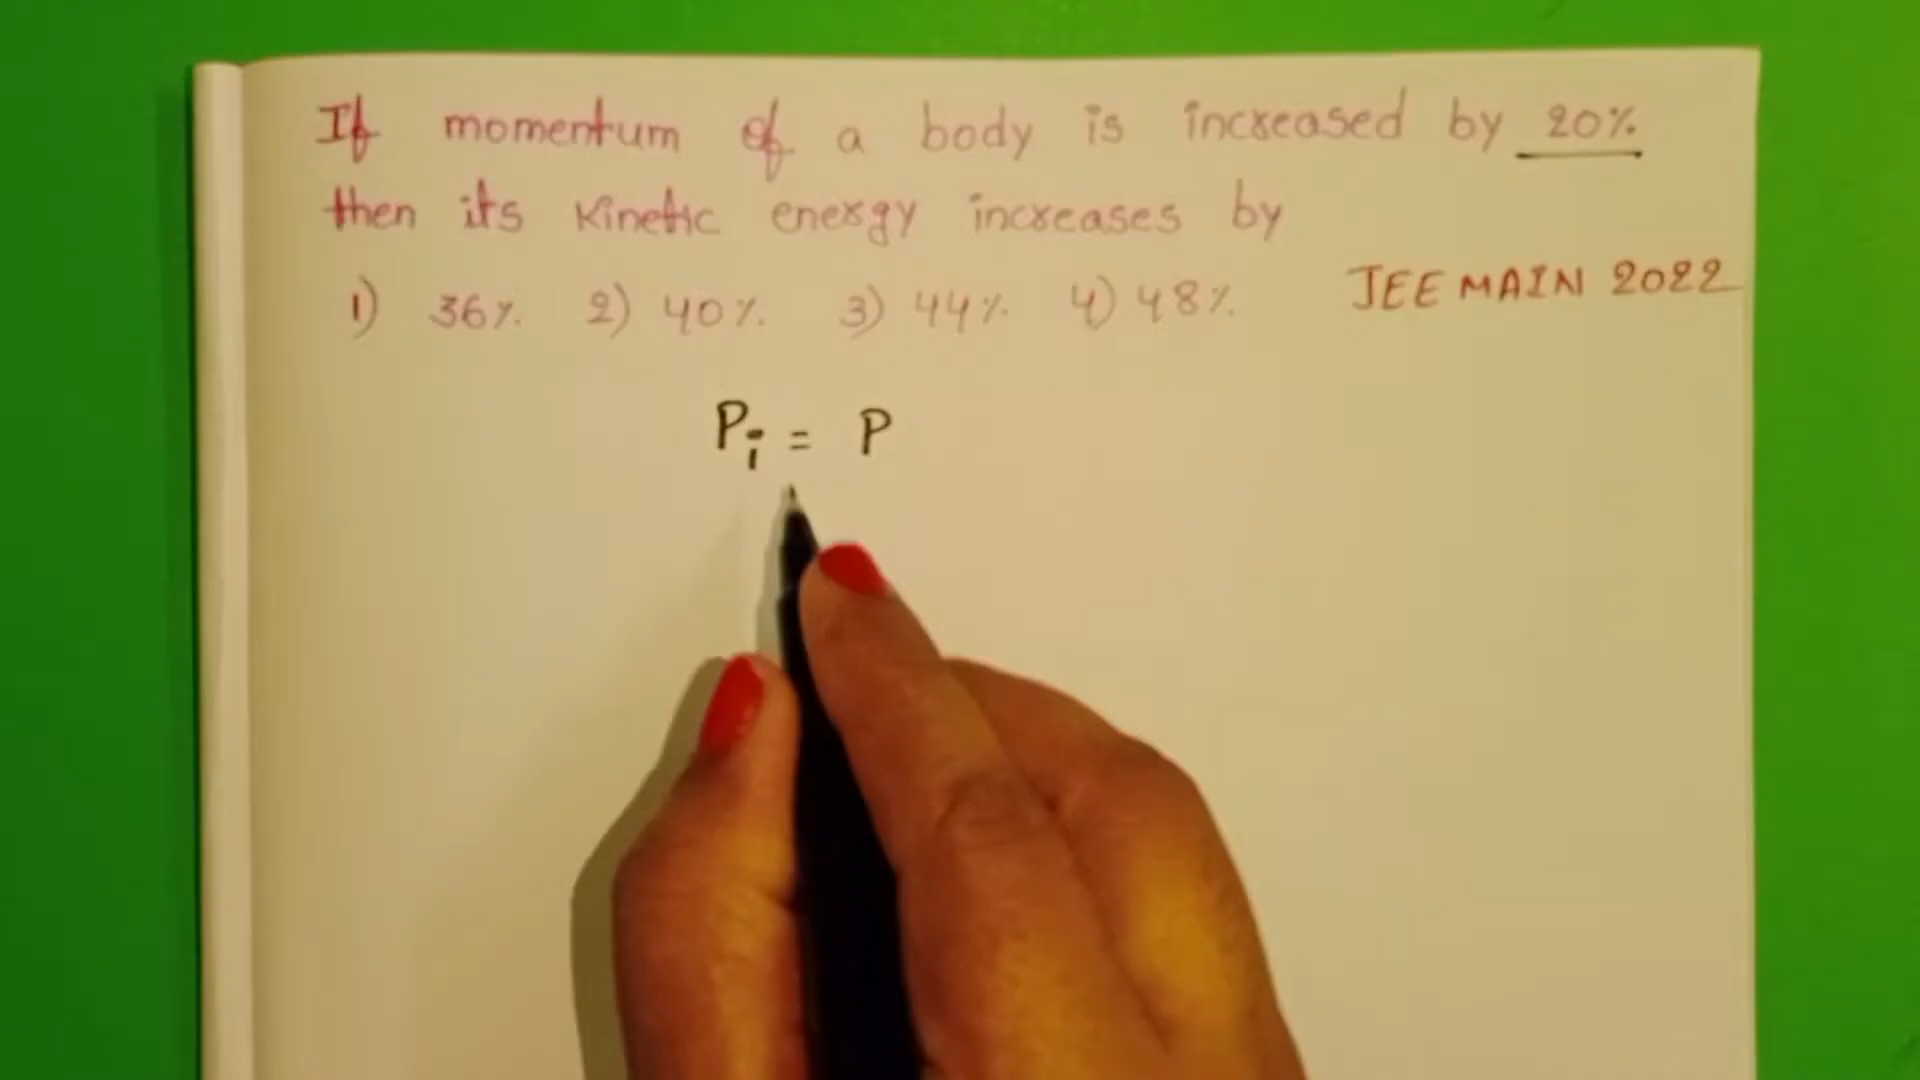 If momentum of a body is increased by 20%
then its Kinetic energy increases by
1) 36% 2) 40% 3) 44% 4) 48%
JEE MAIN 2022
Pi = P